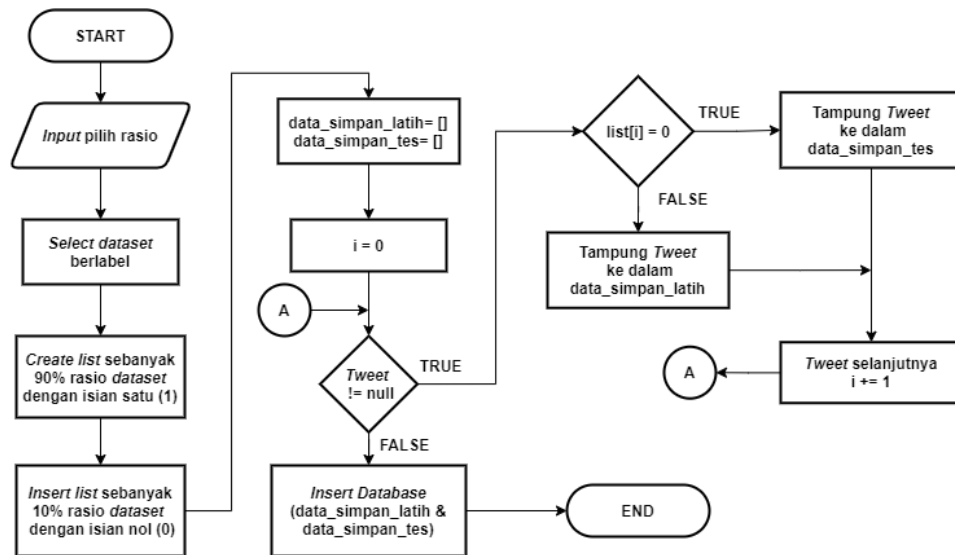 START
Input pilih rasio
Select dataset
berlabel
Create list sebanyak
90% rasio dataset
dengan isian satu (1)
Insert list sebanyak
10% rasio dataset
dengan isian nol (0)
data_simpan_latih= []
data_simpan_tes= []
i = 0
A
Tweet
!= null
TRUE
FALSE
Insert Database
(data_simpan_latih &
data_simpan_tes)
END
list[i] = 0
TRUE
FALSE
Tampung Tweet
ke dalam
data_simpan_tes
Tampung Tweet
ke dalam
data_simpan_latih
Tweet selanjutnya
i += 1
A